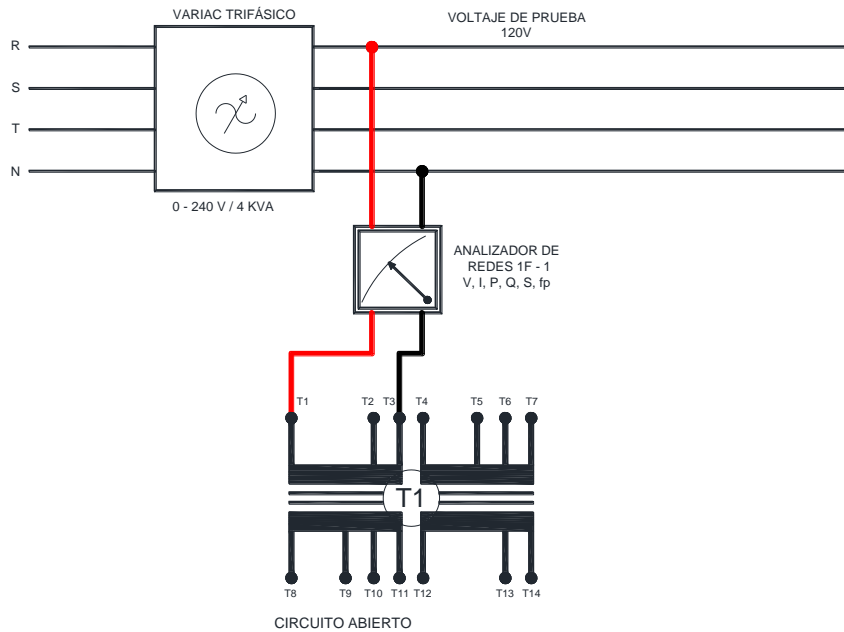 VARIAC TRIFÁSICO
VOLTAJE DE PRUEBA
120V
R
S
T
N
0 - 240 V / 4 KVA
ANALIZADOR DE
REDES 1F - 1
V, I, P, Q, S, fp
T1 T2 T3 T4 T5 T6 T7
T1
T8 T9 T10 T11 T12 T13 T14
CIRCUITO ABIERTO